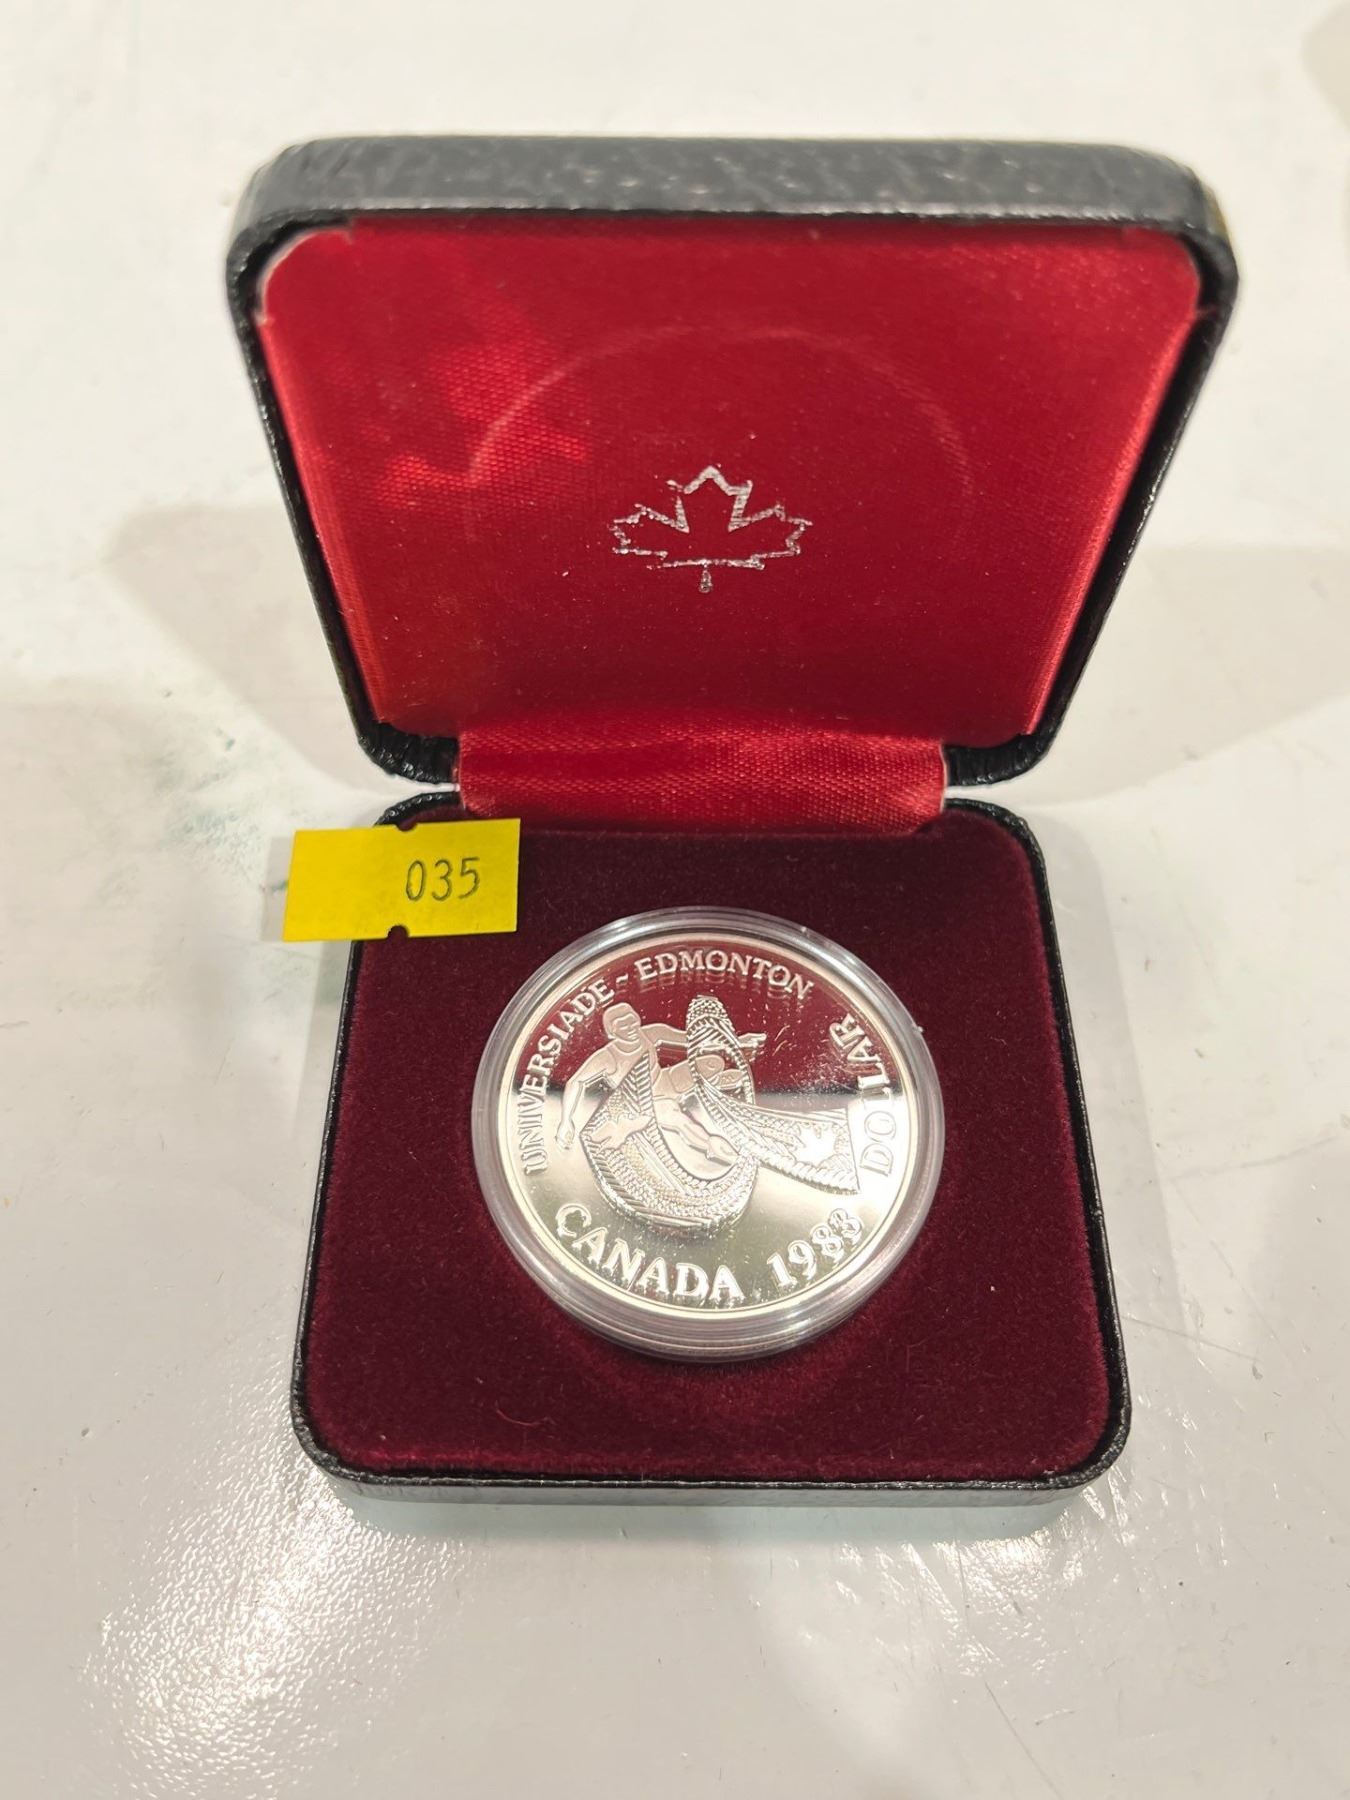 035
UNIVERSIADE ~ EDMONTON
DOLLAR
CANADA 1983